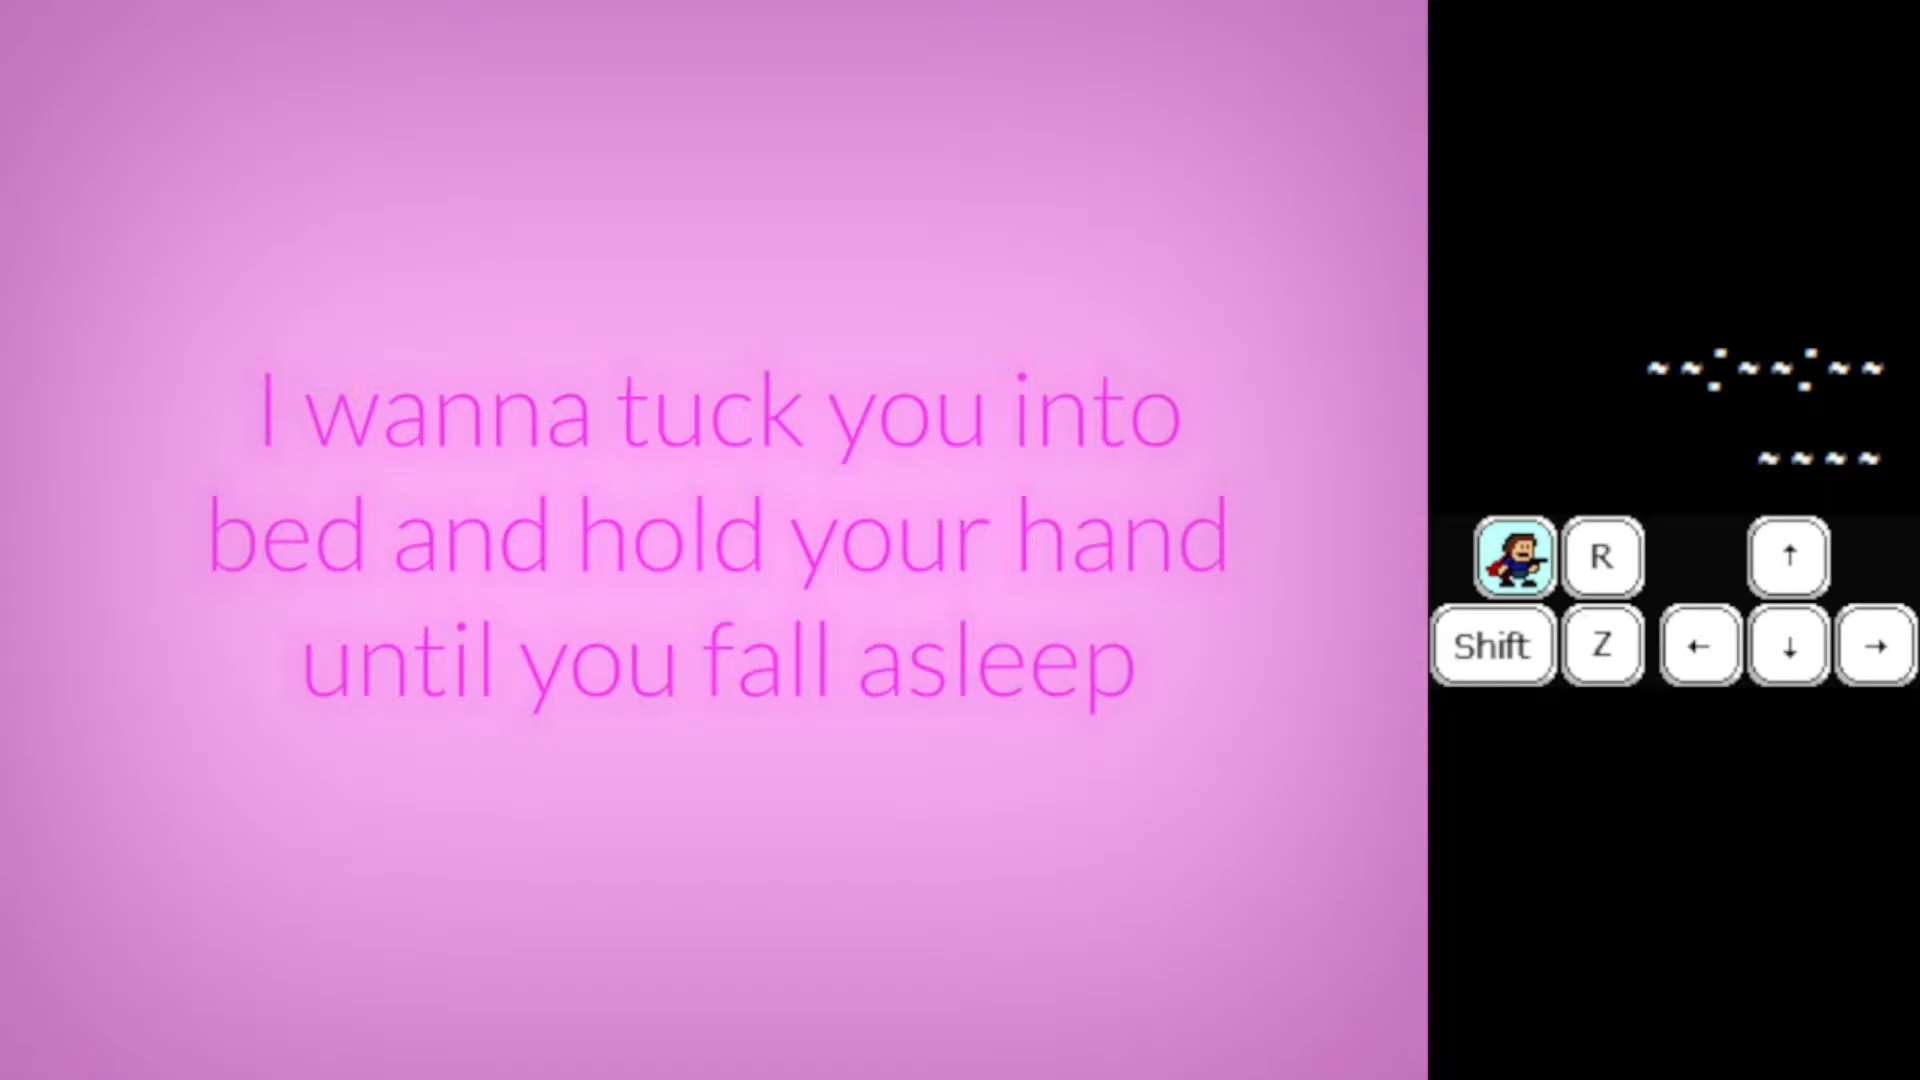 I wanna tuck you into
bed and hold your hand
until you fall asleep
~~:~~:~~
~~~~
R ↑
Shift Z ← ↓ →